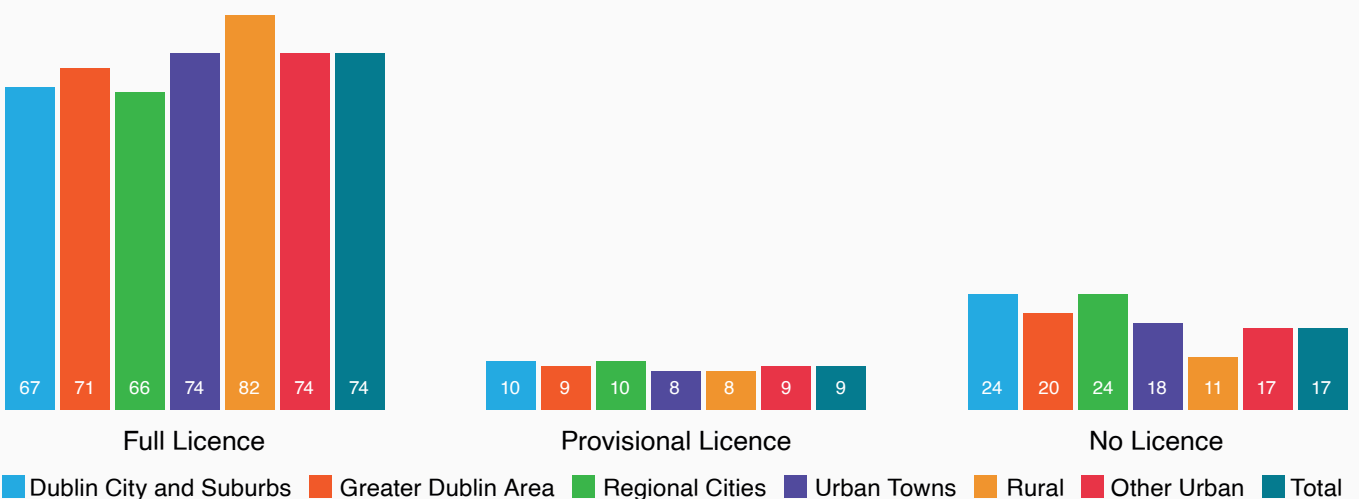 67 71 66 74 82 74 74 10 9 10 8 8 9 9 24 20 24 18 11 17 17
Full Licence Provisional Licence No Licence
Dublin City and Suburbs Greater Dublin Area Regional Cities Urban Towns Rural Other Urban Total